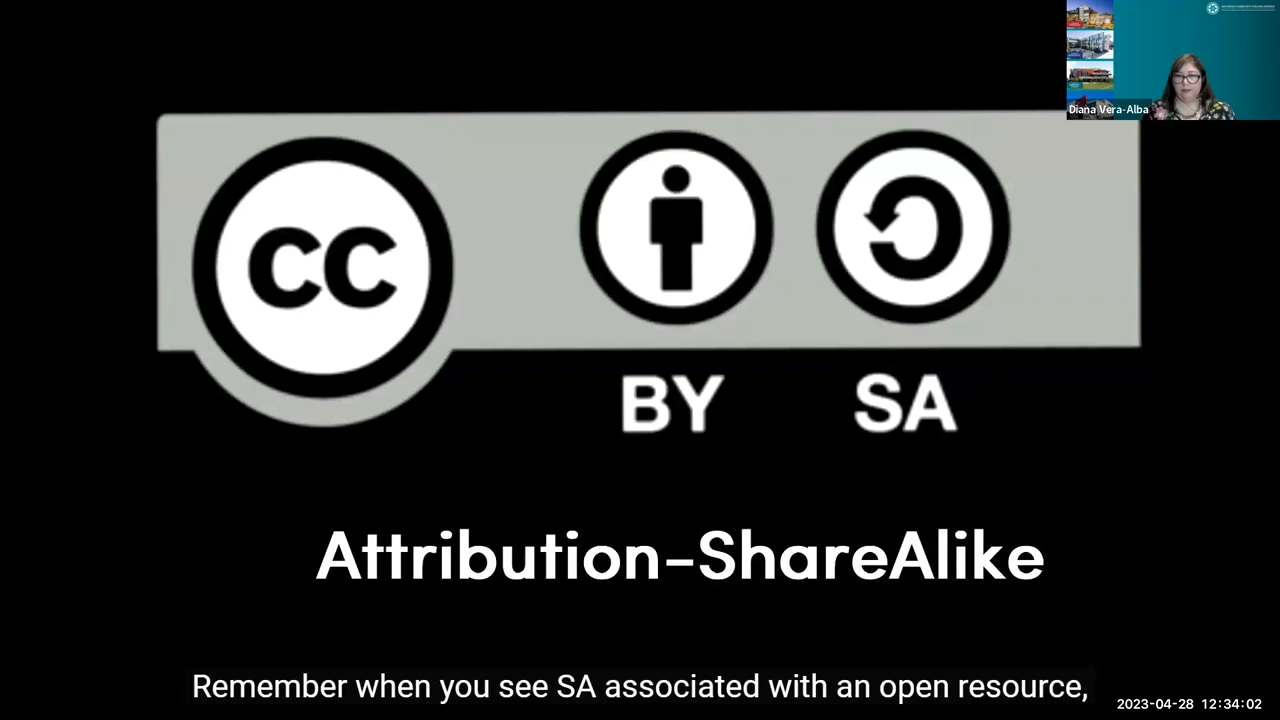 Diana Vera-Alba
CC
BY SA
Attribution-ShareAlike
Remember when you see SA associated with an open resource,
2023-04-28 12:34:02